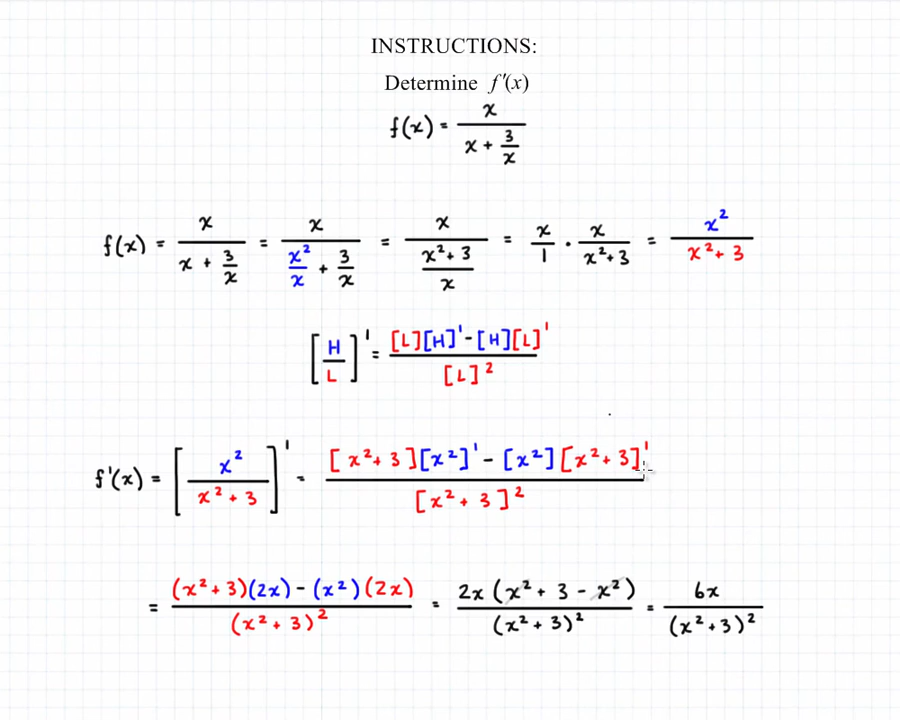 INSTRUCTIONS:
Determine f'(x)
f(x) = x / (x + 3/x)
f(x) = x / (x + 3/x) = x / (x²/x + 3/x) = x / ((x² + 3)/x) = x/1 · x/(x² + 3) = x² / (x² + 3)
[H/L]' = ([L][H]' - [H][L]') / [L]²
f'(x) = [x² / (x² + 3)]' = ([x² + 3][x²]' - [x²][x² + 3]') / [x² + 3]²
= ((x² + 3)(2x) - (x²)(2x)) / (x² + 3)² = 2x(x² + 3 - x²) / (x² + 3)² = 6x / (x² + 3)²